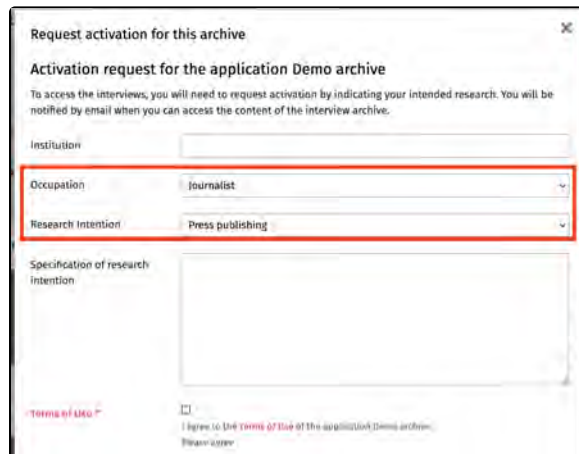 Request activation for this archive
Activation request for the application Demo archive
To access the interviews, you will need to request activation by indicating your intended research. You will be
notified by email when you can access the content of the interview archive.
Institution
Occupation Journalist
Research Intention Press publishing
Specification of research
intention
Terms of Use *
I agree to the Terms of Use of the application Demo archive.
Please agree